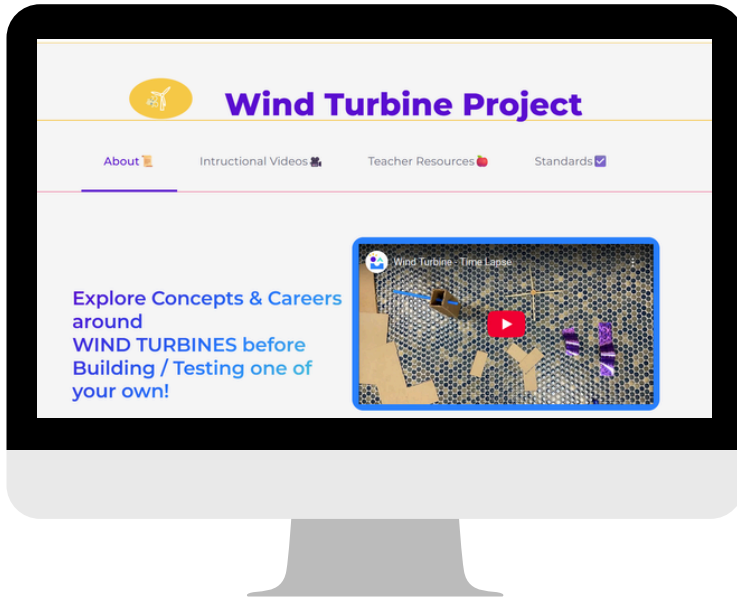 Wind Turbine Project
About📜
Intructional Videos🎥
Teacher Resources🍎
Standards☑️
Wind Turbine - Time Lapse
Explore Concepts & Careers
around
WIND TURBINES before
Building / Testing one of
your own!